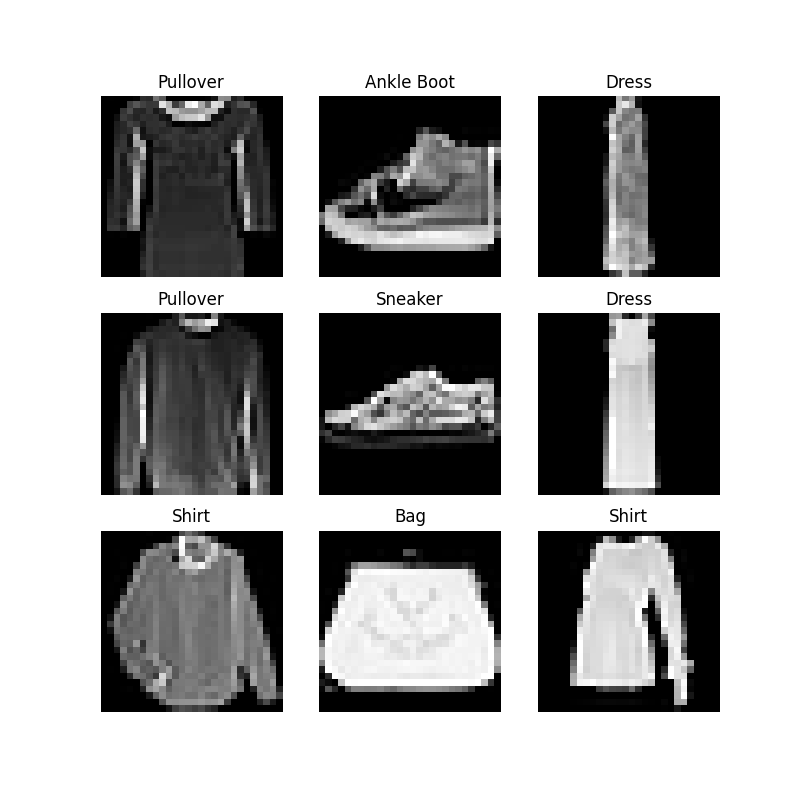 Pullover
Ankle Boot
Dress
Pullover
Sneaker
Dress
Shirt
Bag
Shirt